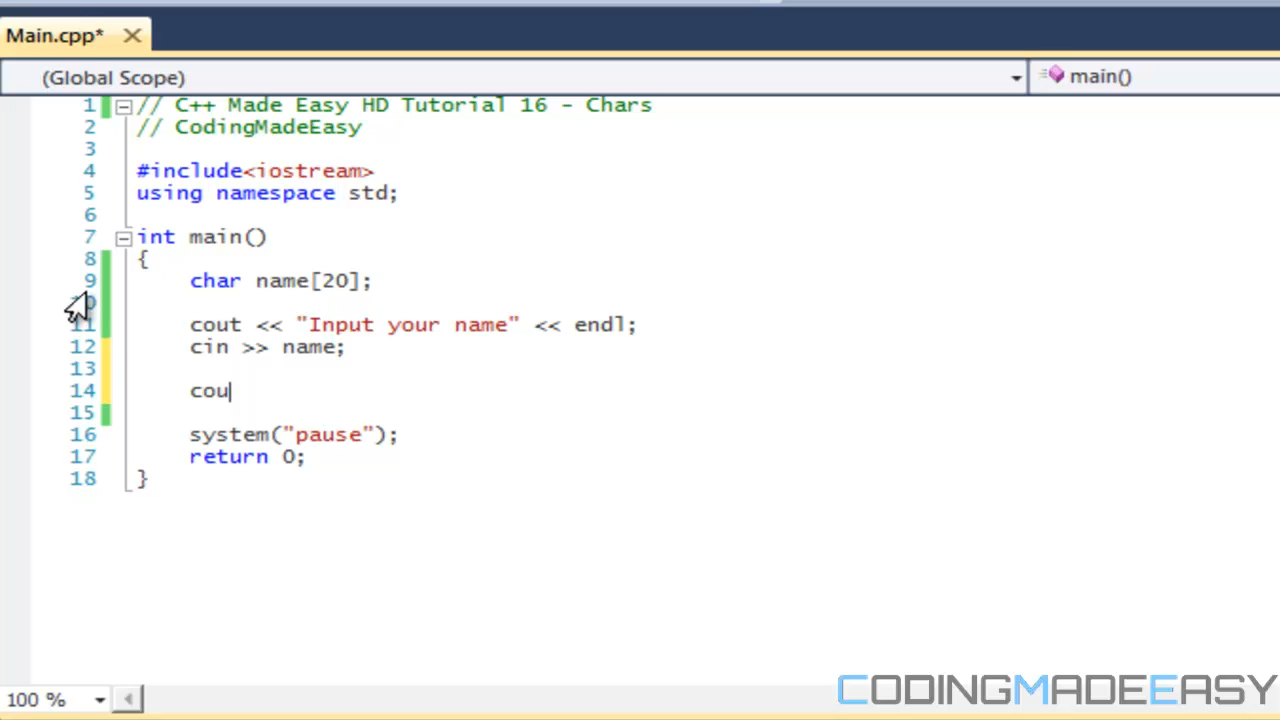 Main.cpp*
(Global Scope)
main()
1 // C++ Made Easy HD Tutorial 16 - Chars
2 // CodingMadeEasy
3
4 #include<iostream>
5 using namespace std;
6
7 int main()
8 {
9 char name[20];
11 cout << "Input your name" << endl;
12 cin >> name;
13
14 cou
15
16 system("pause");
17 return 0;
18 }
100 %
CODINGMADEEASY